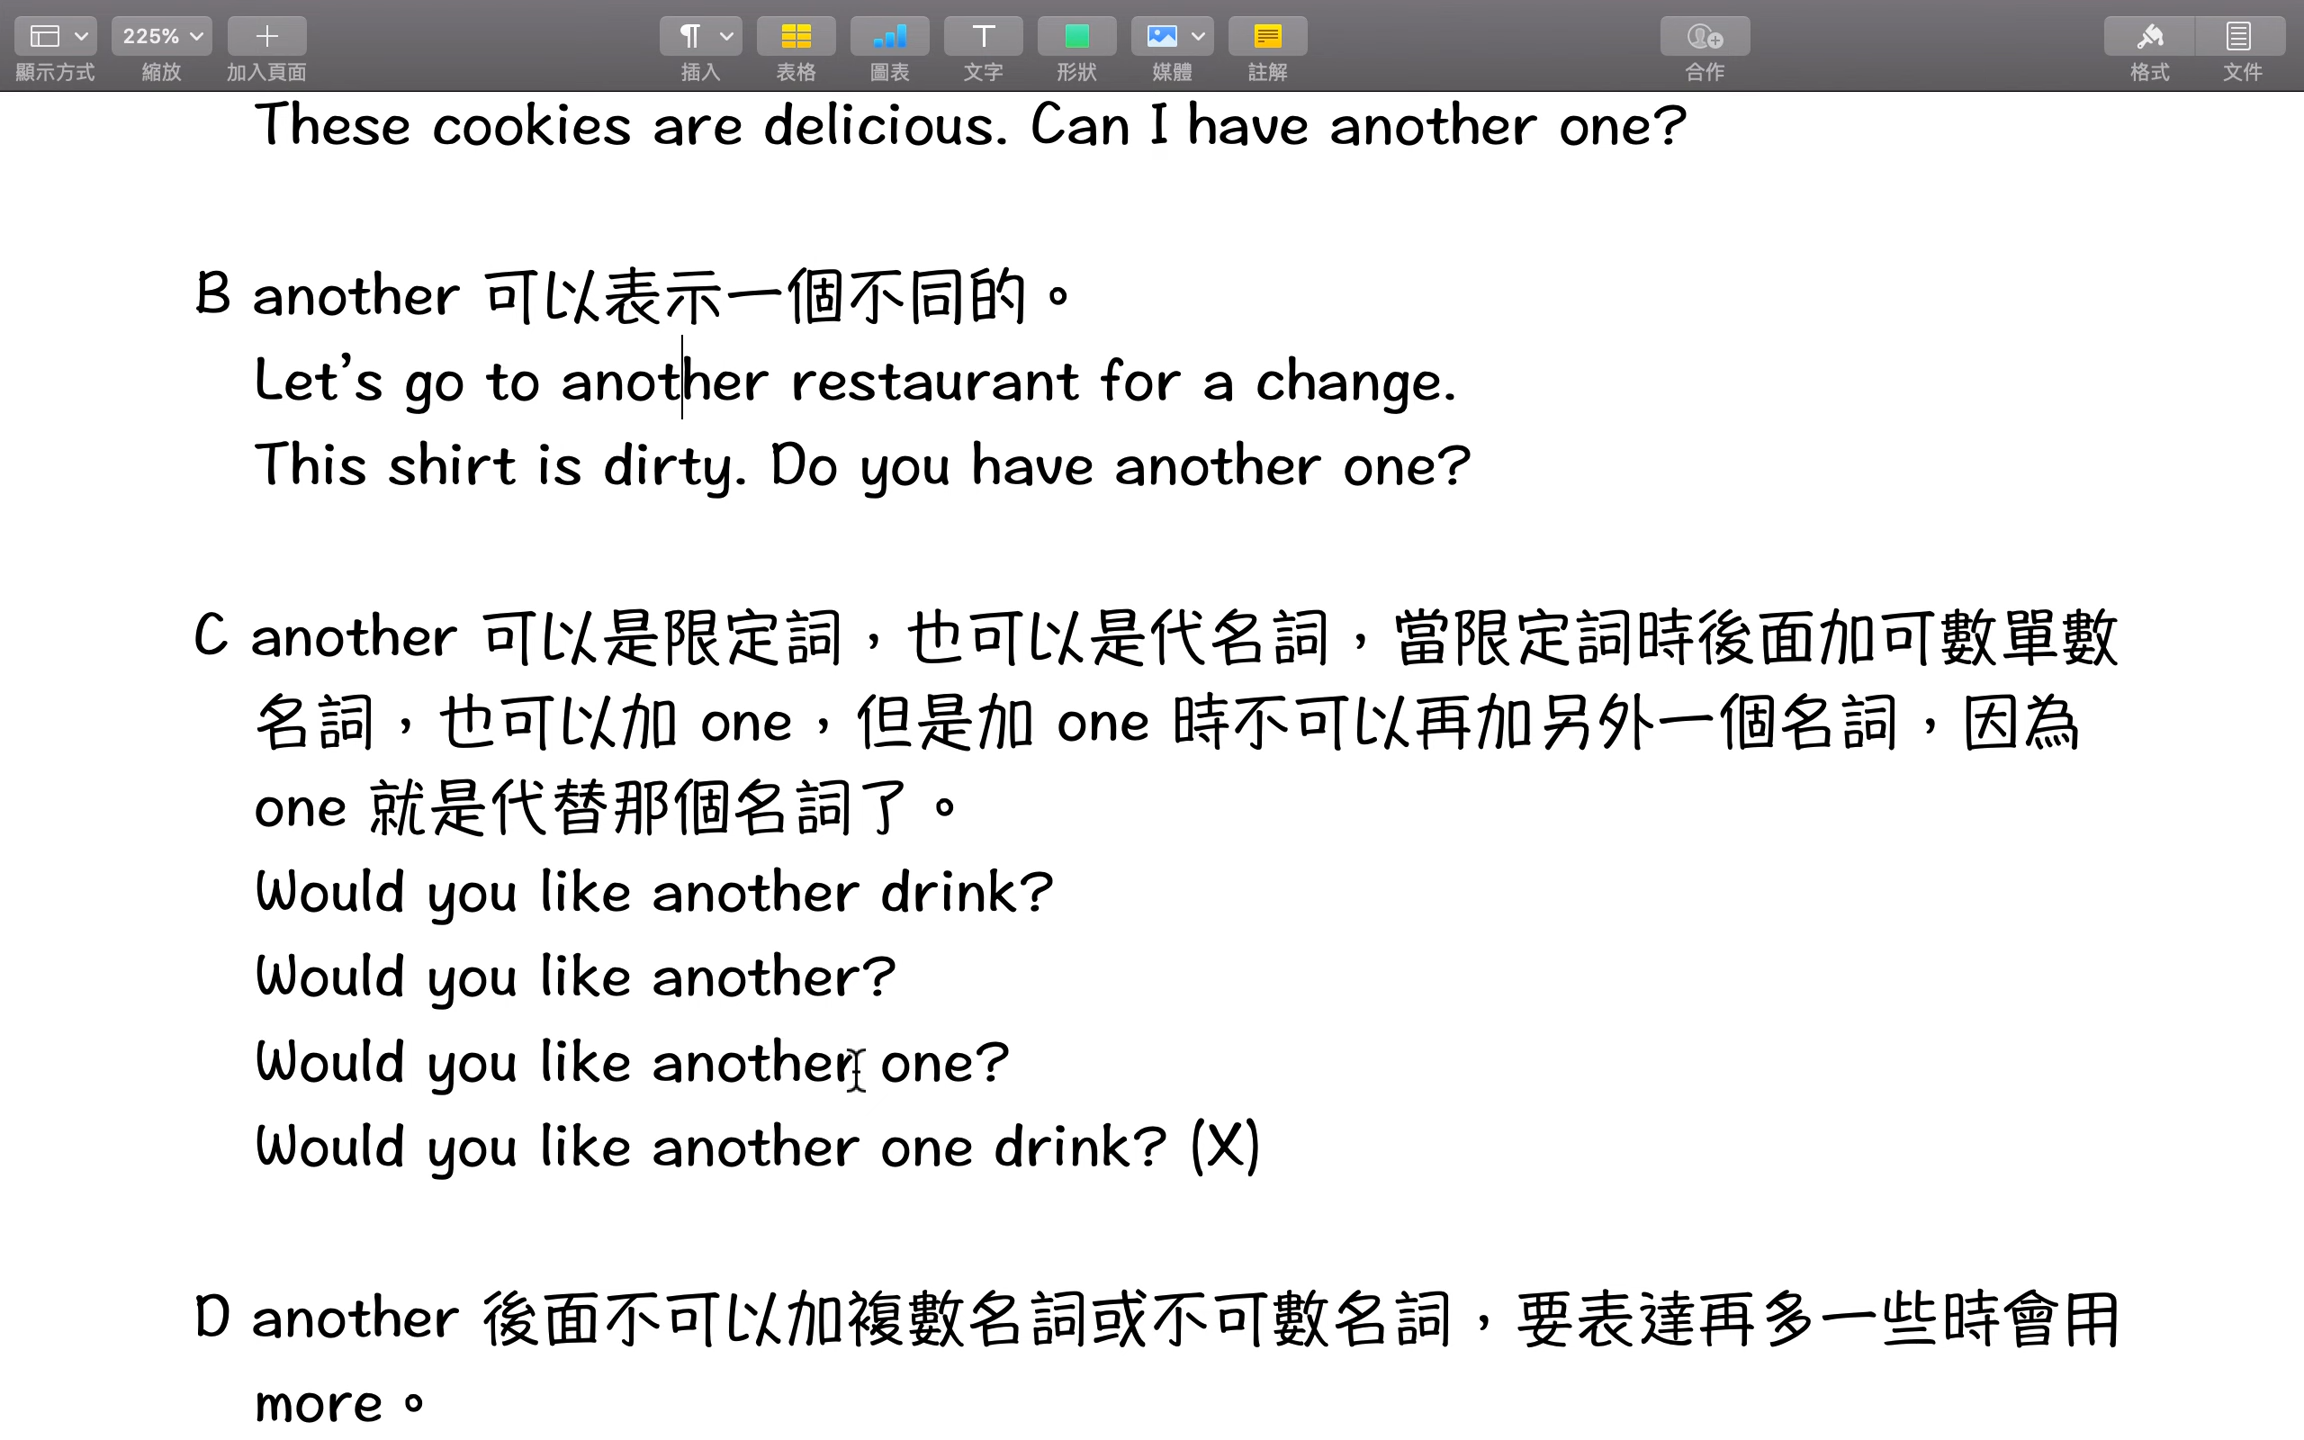 225%
顯示方式 縮放 加入頁面 插入 表格 圖表 文字 形狀 媒體 註解 合作 格式 文件
These cookies are delicious. Can I have another one?
B another 可以表示一個不同的。
Let's go to another restaurant for a change.
This shirt is dirty. Do you have another one?
C another 可以是限定詞，也可以是代名詞，當限定詞時後面加可數單數
名詞，也可以加 one，但是加 one 時不可以再加另外一個名詞，因為
one 就是代替那個名詞了。
Would you like another drink?
Would you like another?
Would you like another one?
Would you like another one drink? (X)
D another 後面不可以加複數名詞或不可數名詞，要表達再多一些時會用
more。